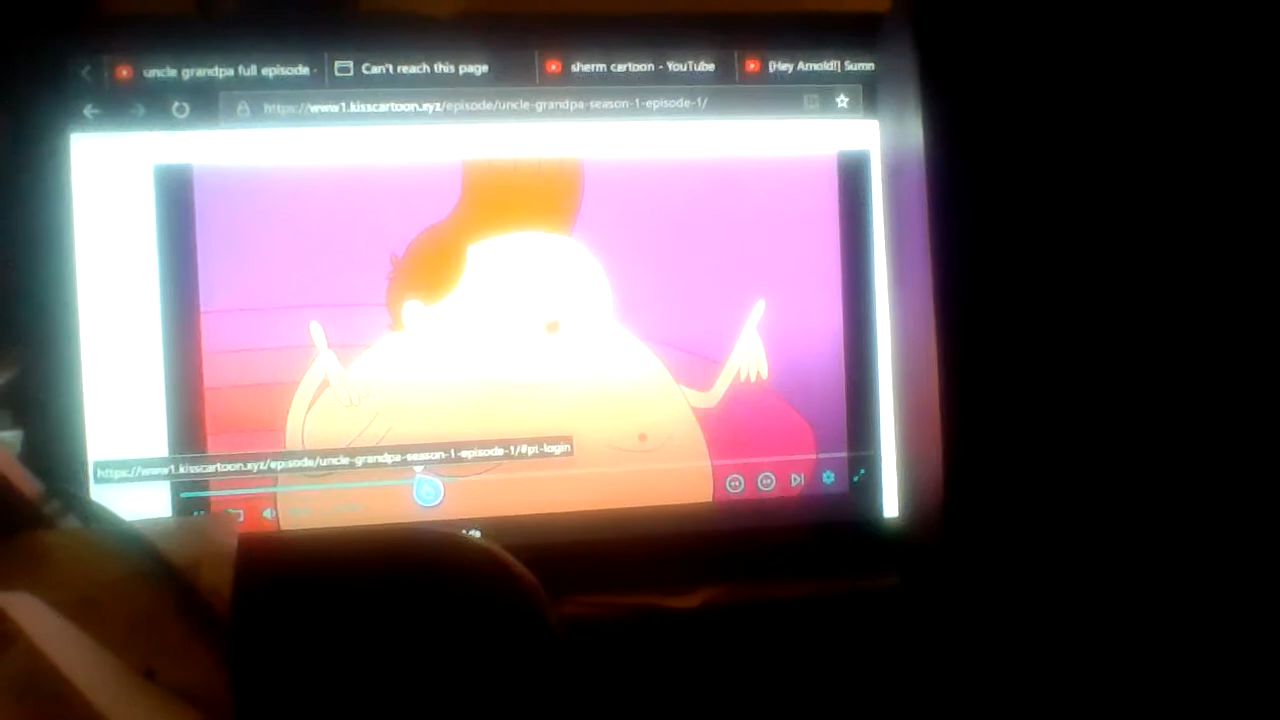 uncle grandpa full episode -
Can't reach this page
sherm cartoon - YouTube
[Hey Arnold!] Summ
https://www1.kisscartoon.xyz/episode/uncle-grandpa-season-1-episode-1/
https://www1.kisscartoon.xyz/episode/uncle-grandpa-season-1-episode-1/#pt-login